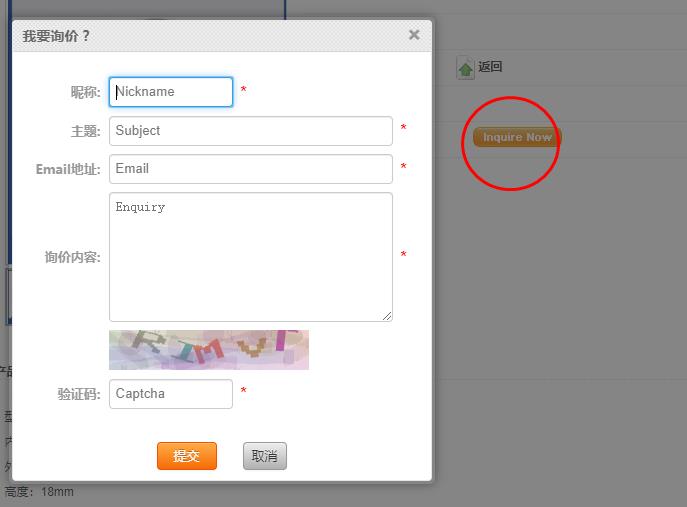 我要询价？
返回
昵称: Nickname *
Inquire Now
主题: Subject *
Email地址: Email *
Enquiry
询价内容: *
验证码: Captcha *
提交 取消
高度：18mm